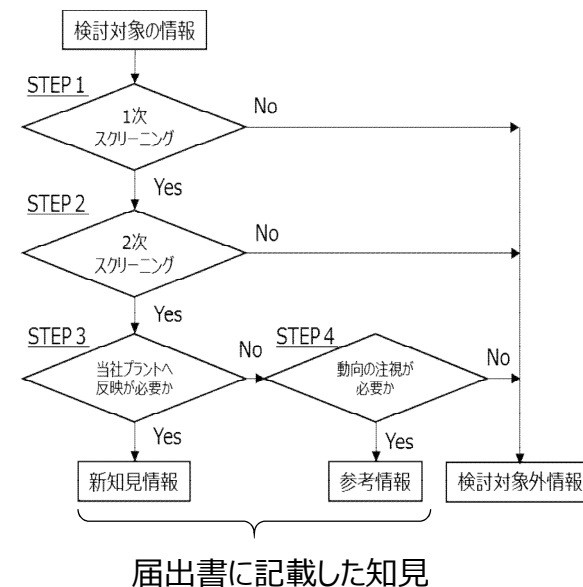 検討対象の情報
STEP 1
1次
スクリーニング
No
Yes
STEP 2
2次
スクリーニング
No
Yes
STEP 3
当社プラントへ
反映が必要か
No
STEP 4
動向の注視が
必要か
No
Yes
Yes
新知見情報
参考情報
検討対象外情報
届出書に記載した知見